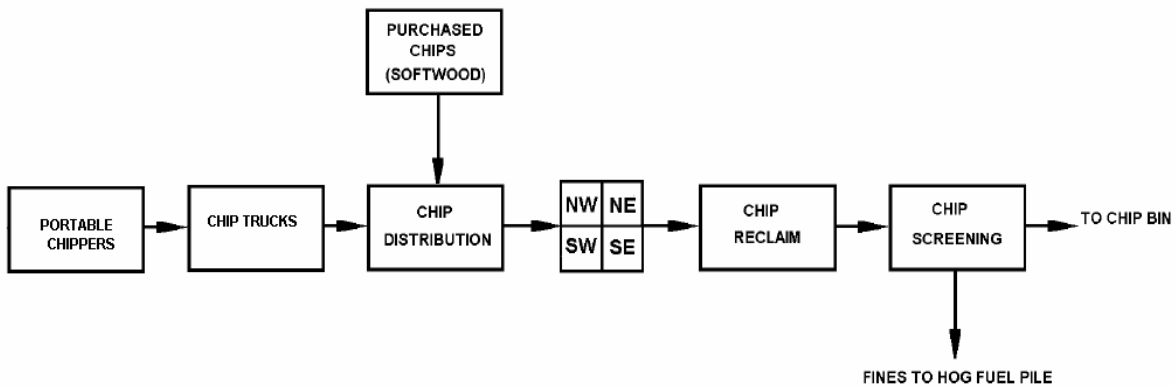 PURCHASED
CHIPS
(SOFTWOOD)
PORTABLE
CHIPPERS
CHIP TRUCKS
CHIP
DISTRIBUTION
NW NE
SW SE
CHIP
RECLAIM
CHIP
SCREENING
TO CHIP BIN
FINES TO HOG FUEL PILE